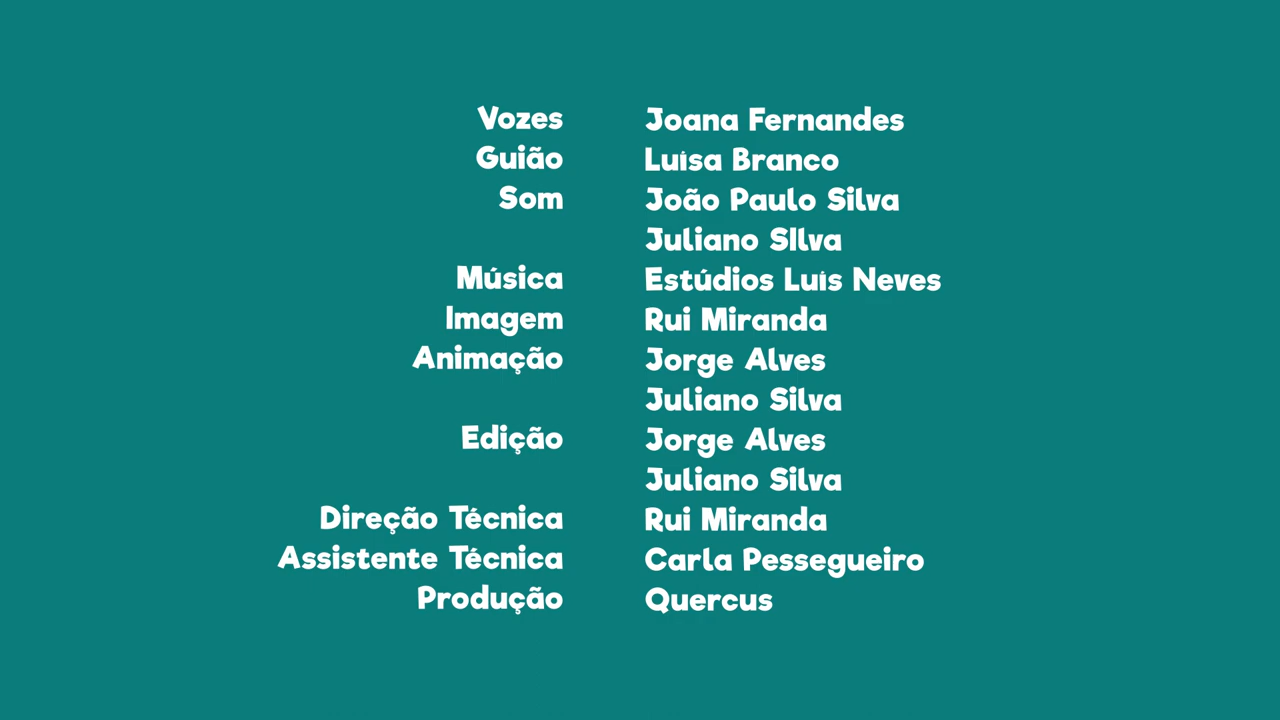 Vozes Joana Fernandes
Guião Luísa Branco
Som João Paulo Silva
Juliano SIlva
Música Estúdios Luís Neves
Imagem Rui Miranda
Animação Jorge Alves
Juliano Silva
Edição Jorge Alves
Juliano Silva
Direção Técnica Rui Miranda
Assistente Técnica Carla Pessegueiro
Produção Quercus